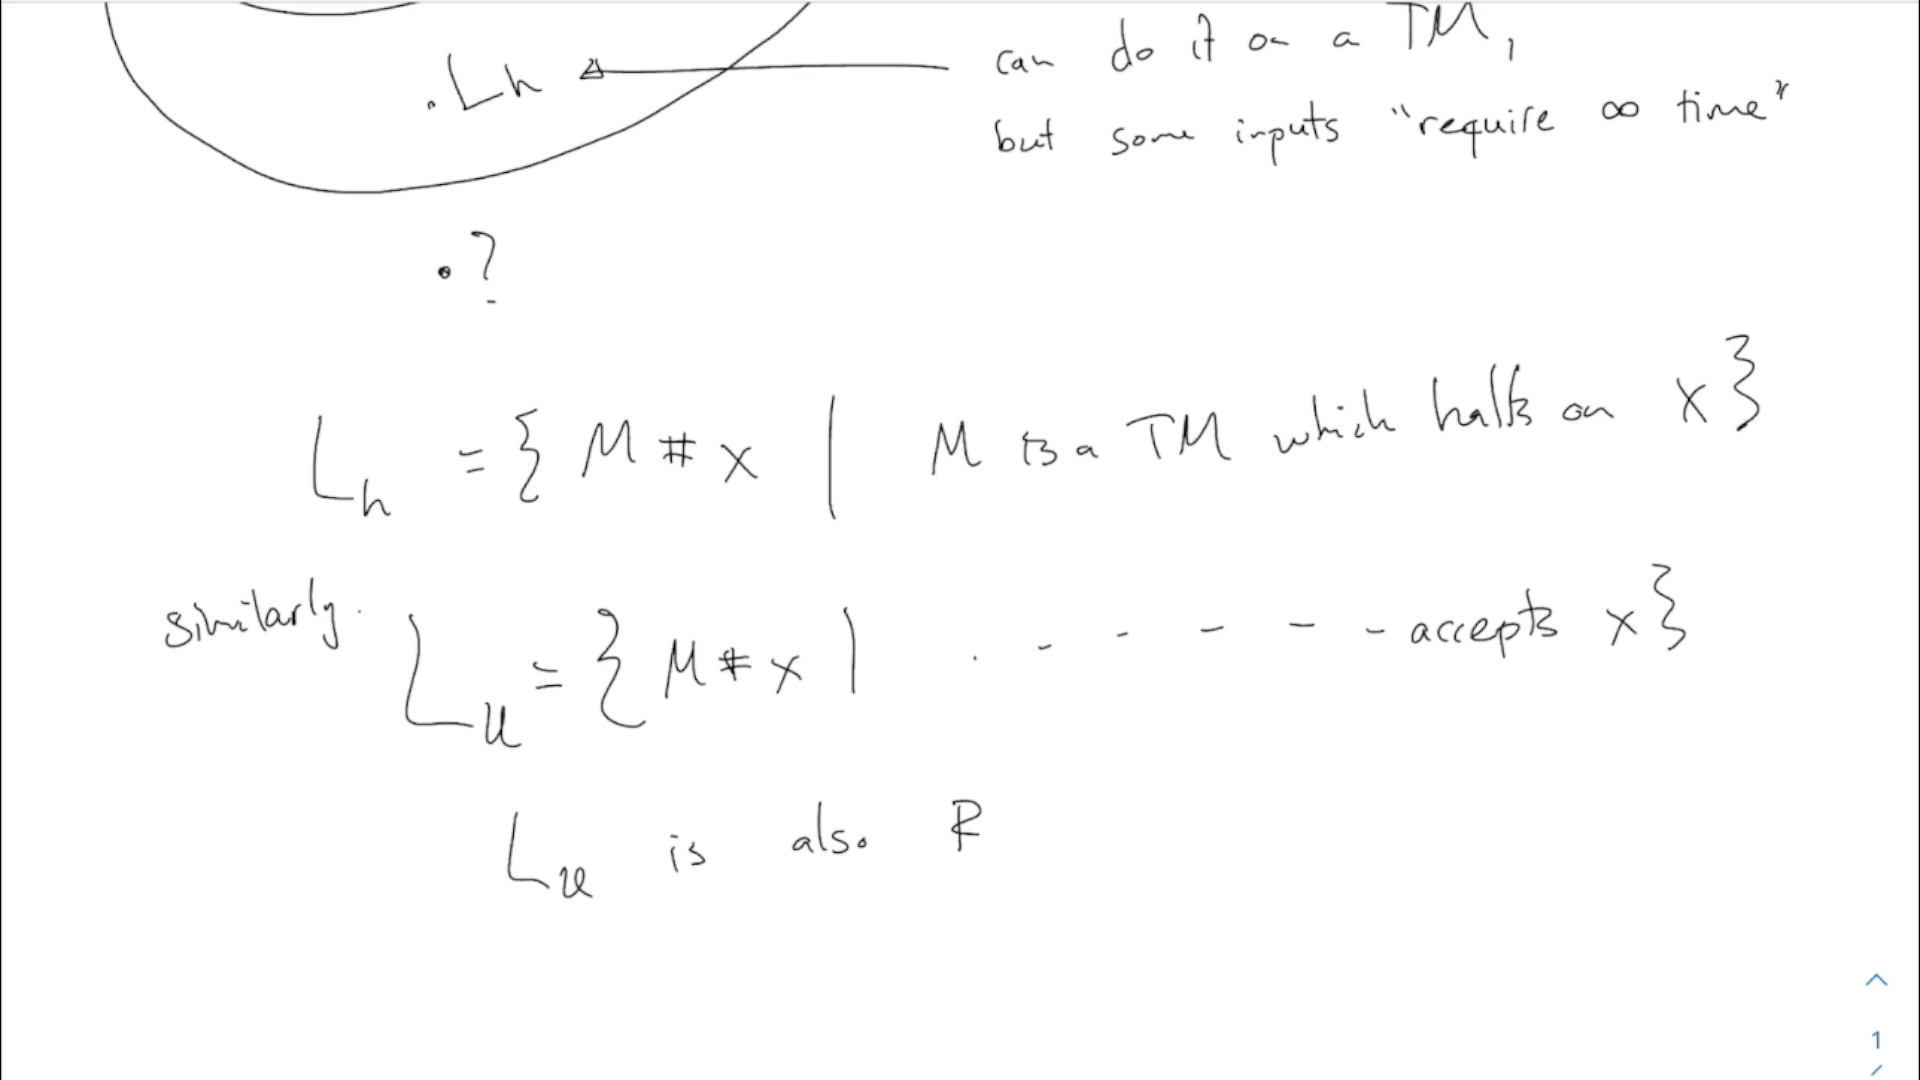 can do it on a TM,
. Lh
but some inputs "require ∞ time"
. ?
Lh = { M # x | M is a TM which halts on x }
similarly.
Lu = { M # x | . - - - - - accepts x }
Lu is also R
1